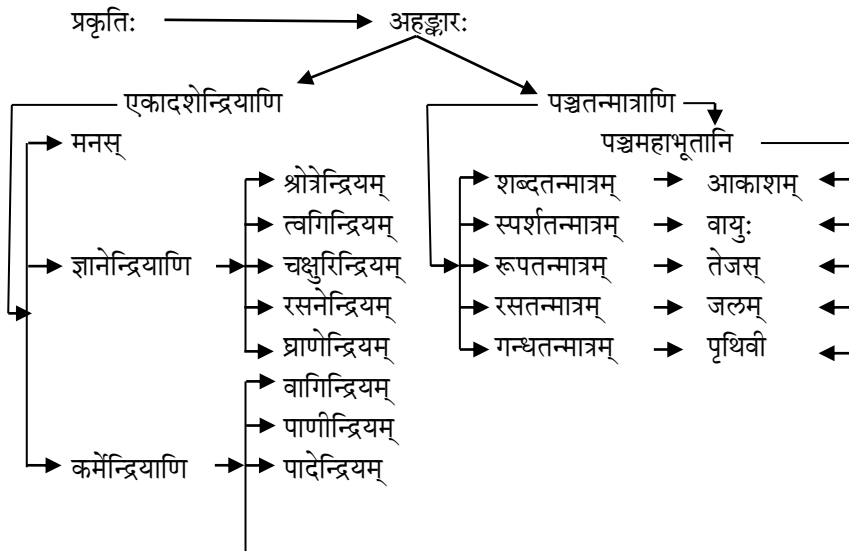 प्रकृतिः अहङ्कारः
एकादशेन्द्रियाणि पञ्चतन्मात्राणि
मनस् पञ्चमहाभूतानि
श्रोत्रेन्द्रियम् शब्दतन्मात्रम् आकाशम्
त्वगिन्द्रियम् स्पर्शतन्मात्रम् वायुः
ज्ञानेन्द्रियाणि चक्षुरिन्द्रियम् रूपतन्मात्रम् तेजस्
रसनेन्द्रियम् रसतन्मात्रम् जलम्
घ्राणेन्द्रियम् गन्धतन्मात्रम् पृथिवी
वागिन्द्रियम्
पाणीन्द्रियम्
कर्मेन्द्रियाणि पादेन्द्रियम्